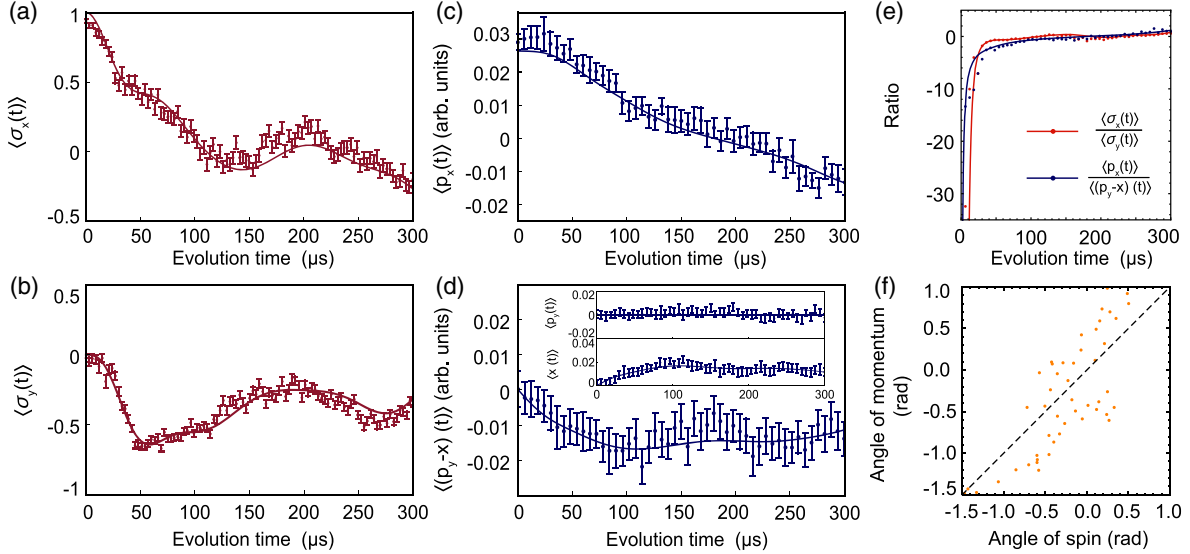 (a)
1
0.5
0
-0.5
⟨σx(t)⟩
0 50 100 150 200 250 300
Evolution time (μs)
(b)
0.5
0
-0.5
-1
⟨σy(t)⟩
0 50 100 150 200 250 300
Evolution time (μs)
(c)
0.03
0.02
0.01
0
-0.01
-0.02
⟨px(t)⟩ (arb. units)
0 50 100 150 200 250 300
Evolution time (μs)
(d)
0.03
0.02
0.01
0
-0.01
-0.02
⟨(py-x) (t)⟩ (arb. units)
0.02
0
-0.02
⟨py(t)⟩
0.04
0.02
0
⟨x (t)⟩
0 100 200 300
0 50 100 150 200 250 300
Evolution time (μs)
(e)
0
-10
-20
-30
Ratio
⟨σx(t)⟩
⟨σy(t)⟩
⟨px(t)⟩
⟨(py-x) (t)⟩
0 100 200 300
Evolution time (μs)
(f)
1.0
0.5
0.0
-0.5
-1.0
-1.5
Angle of momentum
(rad)
-1.5 -1.0 -0.5 0.0 0.5 1.0
Angle of spin (rad)